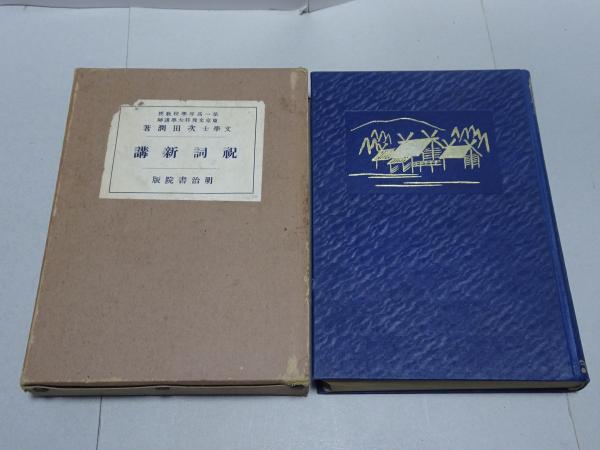 第一高等學校教授
東京文理科大學講師
文學士 次田潤著
祝詞新講
明治書院版